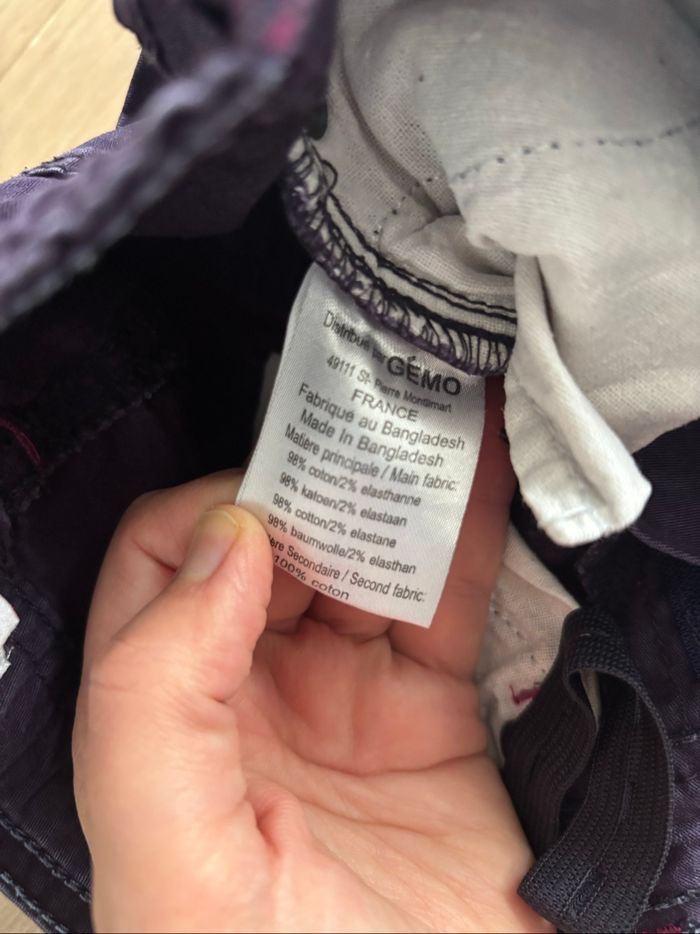 Distribué par GÉMO
49111 St- Pierre Montlimart
FRANCE
Fabriqué au Bangladesh
Made In Bangladesh
Matière principale / Main fabric:
98% coton/2% elasthanne
98% katoen/2% elastaan
98% cotton/2% elastane
98% baumwolle/2% elasthan
Secondaire / Second fabric:
100% coton